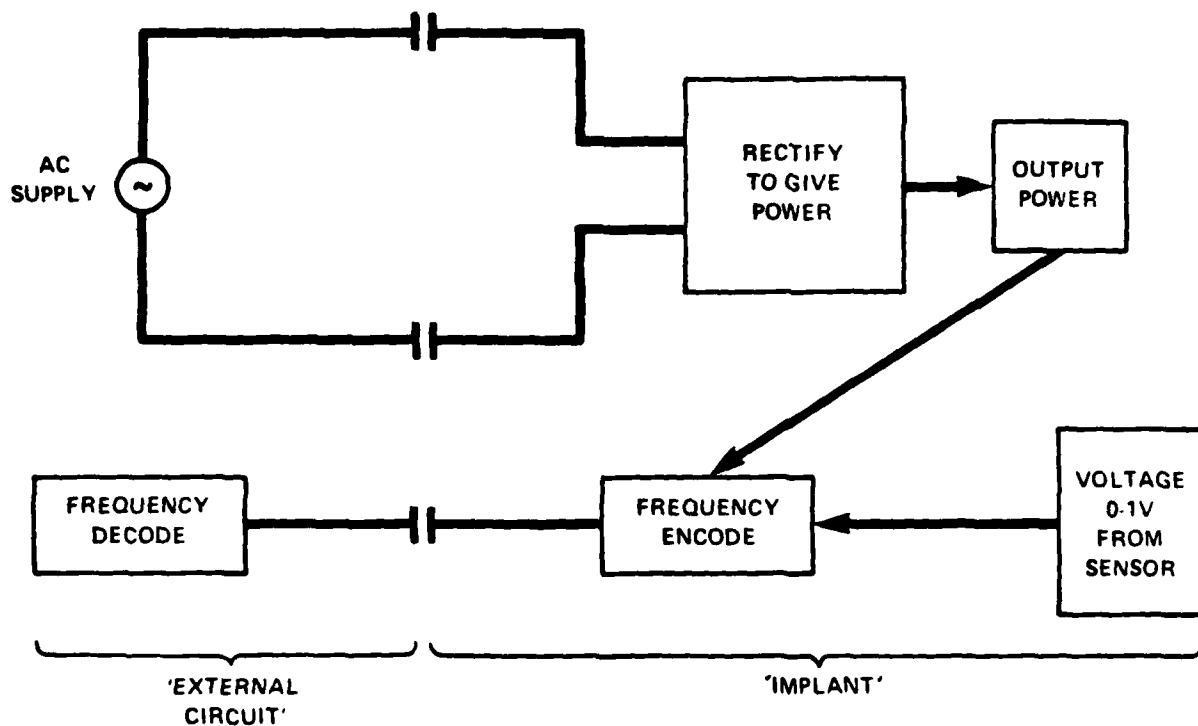 AC
SUPPLY
~
RECTIFY
TO GIVE
POWER
OUTPUT
POWER
FREQUENCY
DECODE
FREQUENCY
ENCODE
VOLTAGE
0-1V
FROM
SENSOR
'EXTERNAL
CIRCUIT'
'IMPLANT'